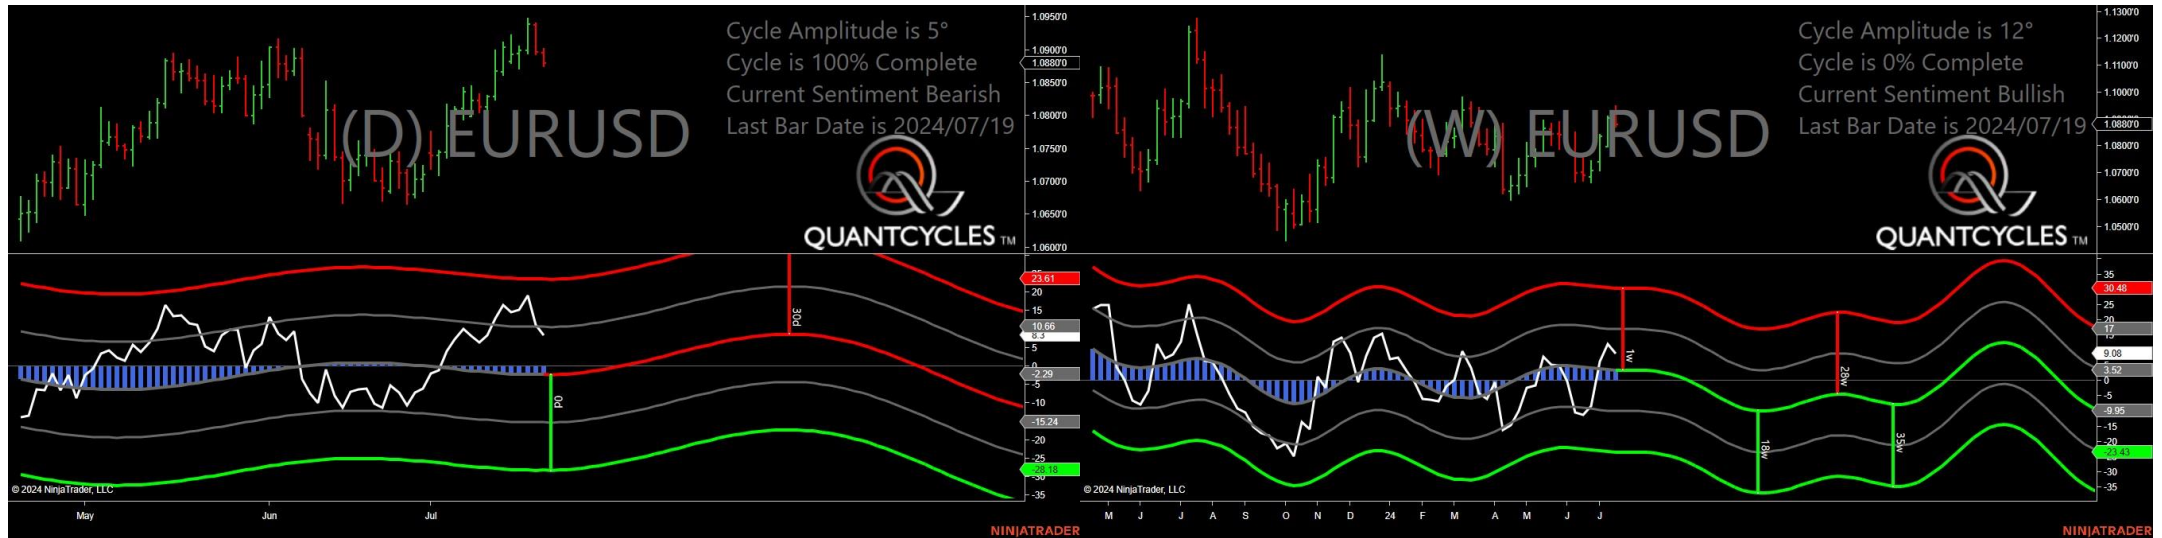 Cycle Amplitude is 5°
Cycle is 100% Complete
Current Sentiment Bearish
Last Bar Date is 2024/07/19
(D) EURUSD
QUANTCYCLES TM
1.0950'0
1.0900'0
1.0880'0
1.0850'0
1.0800'0
1.0750'0
1.0700'0
1.0650'0
1.0600'0
23.61
20
15
10.66
8.3
5
-2.29
-5
-10
-15.24
-20
-25
-28.18
-30
-35
30d
0d
© 2024 NinjaTrader, LLC
May Jun Jul
NINJATRADER
Cycle Amplitude is 12°
Cycle is 0% Complete
Current Sentiment Bullish
Last Bar Date is 2024/07/19
(W) EURUSD
QUANTCYCLES TM
1.1300'0
1.1200'0
1.1100'0
1.1000'0
1.0880'0
1.0800'0
1.0700'0
1.0600'0
1.0500'0
35
30.48
25
20
17
9.08
3.52
0
-5
-9.95
-15
-20
-23.43
-30
-35
1w
28w
18w
35w
© 2024 NinjaTrader, LLC
M J J A S O N D 24 F M A M J J
NINJATRADER